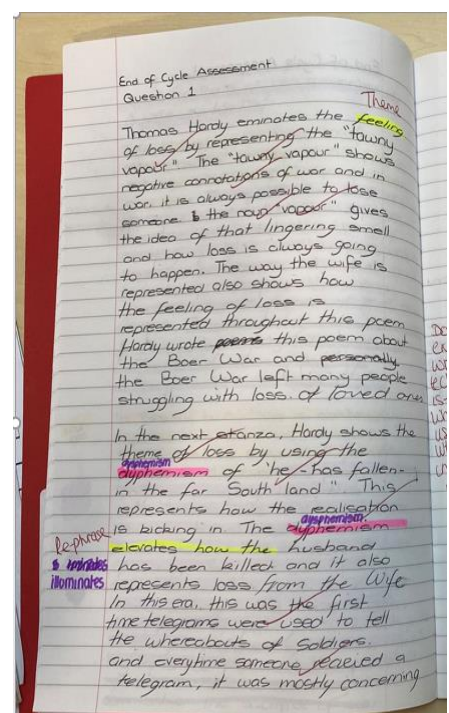 End of Cycle Assessment
Question 1
Theme
Thomas Hardy eminates the feeling
of loss by representing the "towny
vapour". The "towny vapour" shows
negative connotations of war and in
war, it is always possible to lose
someone & the noun "vapour" gives
the idea of that lingering smell
and how loss is always going
to happen. The way the wife is
represented also shows how
the feeling of loss is
represented throughout this poem
Hardy wrote poems this poem about
the Boer War and personally
the Boer War left many people
struggling with loss. of loved ones
In the next stanza, Hardy shows the
theme of loss by using the
dysphemism
dyphemism of "he - has fallen -
in the far South land" This
represents how the realisation
dysphemism
is kicking in. The dyphemism
Rephrase
elevates how the husband
illominates
has been killed and it also
represents loss from the Wife
In this era, this was the first
time telegrams were used to tell
the whereabouts of soldiers.
and everytime someone recieved a
telegram, it was mostly concerning